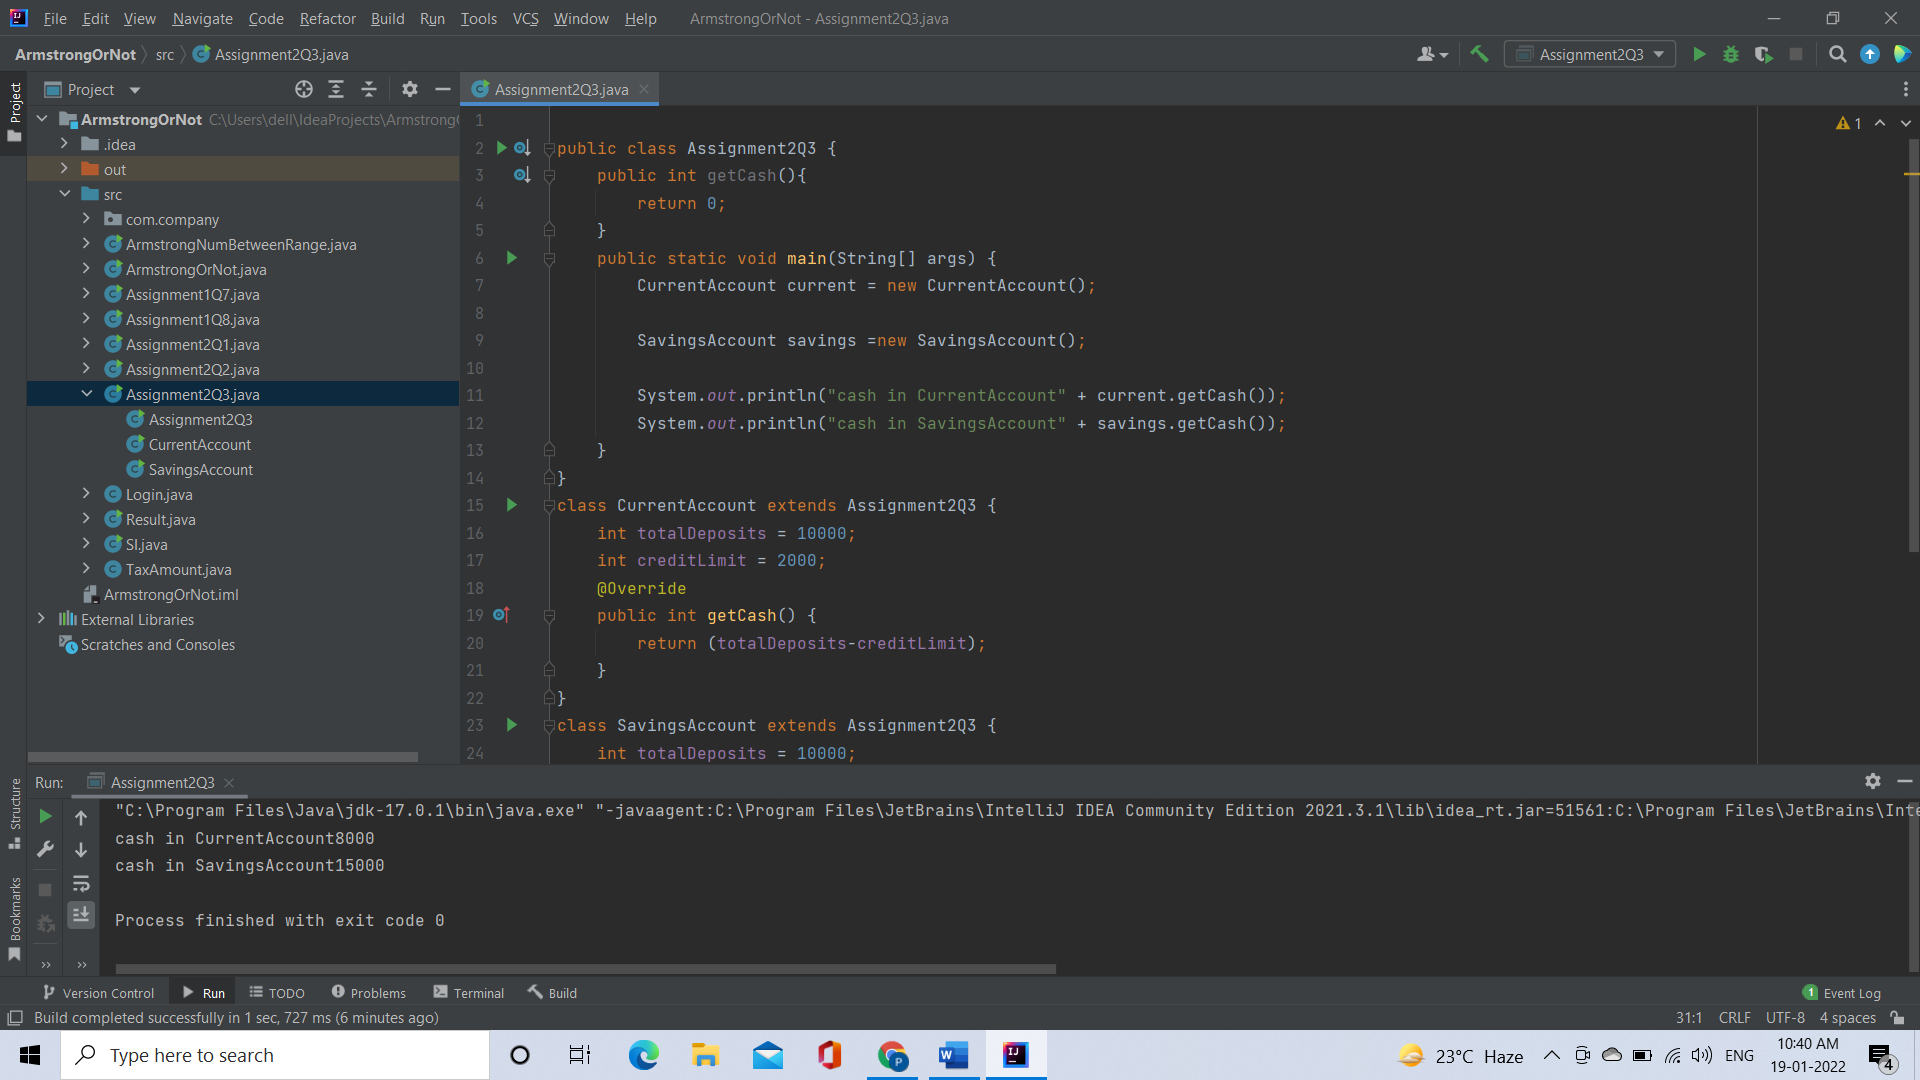 File Edit View Navigate Code Refactor Build Run Tools VCS Window Help ArmstrongOrNot - Assignment2Q3.java
ArmstrongOrNot src Assignment2Q3.java Assignment2Q3
Project
Project
Assignment2Q3.java
ArmstrongOrNot C:\Users\dell\IdeaProjects\Armstrong
.idea
out
src
com.company
ArmstrongNumBetweenRange.java
ArmstrongOrNot.java
Assignment1Q7.java
Assignment1Q8.java
Assignment2Q1.java
Assignment2Q2.java
Assignment2Q3.java
Assignment2Q3
CurrentAccount
SavingsAccount
Login.java
Result.java
SI.java
TaxAmount.java
ArmstrongOrNot.iml
External Libraries
Scratches and Consoles
1
1
2 public class Assignment2Q3 {
3 public int getCash(){
4 return 0;
5 }
6 public static void main(String[] args) {
7 CurrentAccount current = new CurrentAccount();
8
9 SavingsAccount savings =new SavingsAccount();
10
11 System.out.println("cash in CurrentAccount" + current.getCash());
12 System.out.println("cash in SavingsAccount" + savings.getCash());
13 }
14 }
15 class CurrentAccount extends Assignment2Q3 {
16 int totalDeposits = 10000;
17 int creditLimit = 2000;
18 @Override
19 public int getCash() {
20 return (totalDeposits-creditLimit);
21 }
22 }
23 class SavingsAccount extends Assignment2Q3 {
24 int totalDeposits = 10000;
Run: Assignment2Q3
Structure
Bookmarks
"C:\Program Files\Java\jdk-17.0.1\bin\java.exe" "-javaagent:C:\Program Files\JetBrains\IntelliJ IDEA Community Edition 2021.3.1\lib\idea_rt.jar=51561:C:\Program Files\JetBrains\Inte
cash in CurrentAccount8000
cash in SavingsAccount15000
Process finished with exit code 0
Version Control Run TODO Problems Terminal Build 1 Event Log
Build completed successfully in 1 sec, 727 ms (6 minutes ago) 31:1 CRLF UTF-8 4 spaces
Type here to search 23°C Haze ENG 10:40 AM
19-01-2022 4